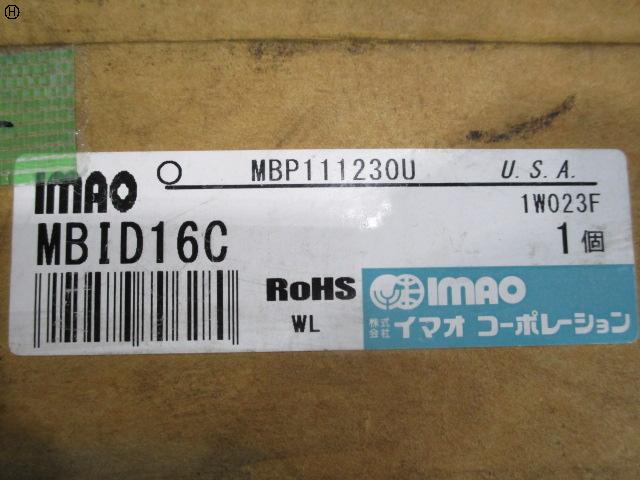 H
MBP111230U U.S.A.
IMAO
1W023F
MBID16C
1個
RoHS
IMAO
WL
株式会社 イマオ コーポレーション